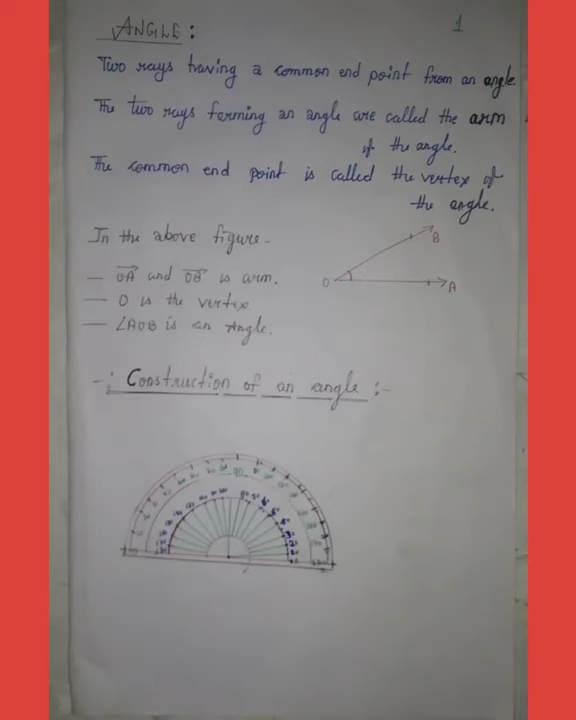 ANGLE:
1
Two rays having a common end point from an angle.
The two rays forming an angle are called the arm
of the angle.
The common end point is called the vertex of
the angle.
In the above figure-
— OA and OB is arm.
— O is the vertex
— ∠AOB is an Angle.
B
O
A
-: Construction of an angle :-
90